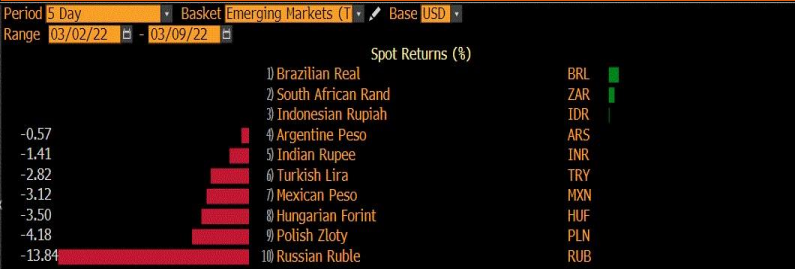 Period 5 Day Basket Emerging Markets (T Base USD
Range 03/02/22 - 03/09/22
Spot Returns (%)
1) Brazilian Real BRL
2) South African Rand ZAR
3) Indonesian Rupiah IDR
-0.57 4) Argentine Peso ARS
-1.41 5) Indian Rupee INR
-2.82 6) Turkish Lira TRY
-3.12 7) Mexican Peso MXN
-3.50 8) Hungarian Forint HUF
-4.18 9) Polish Zloty PLN
-13.84 10) Russian Ruble RUB